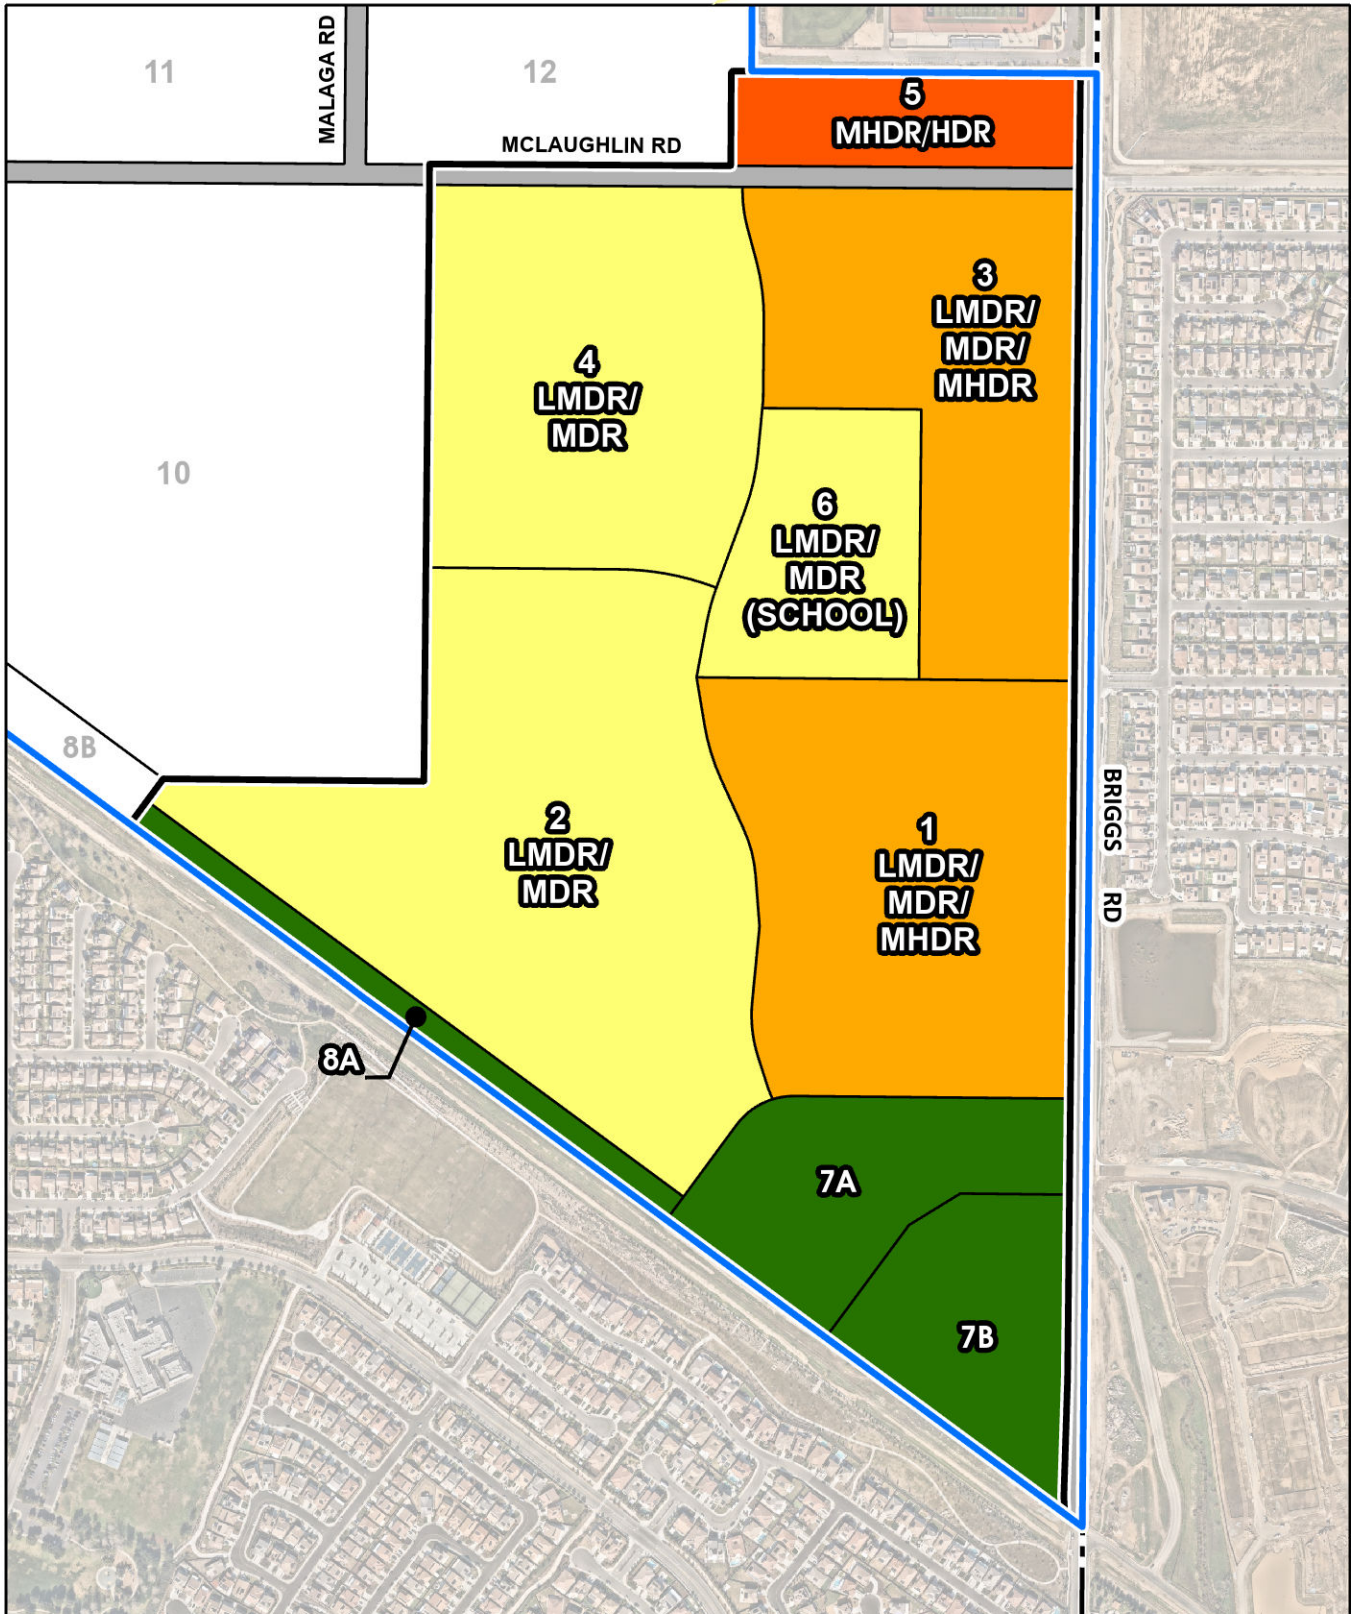 11
MALAGA RD
12
5
MHDR/HDR
MCLAUGHLIN RD
3
LMDR/
MDR/
MHDR
4
LMDR/
MDR
10
6
LMDR/
MDR
(SCHOOL)
8B
BRIGGS RD
2
LMDR/
MDR
1
LMDR/
MDR/
MHDR
8A
7A
7B